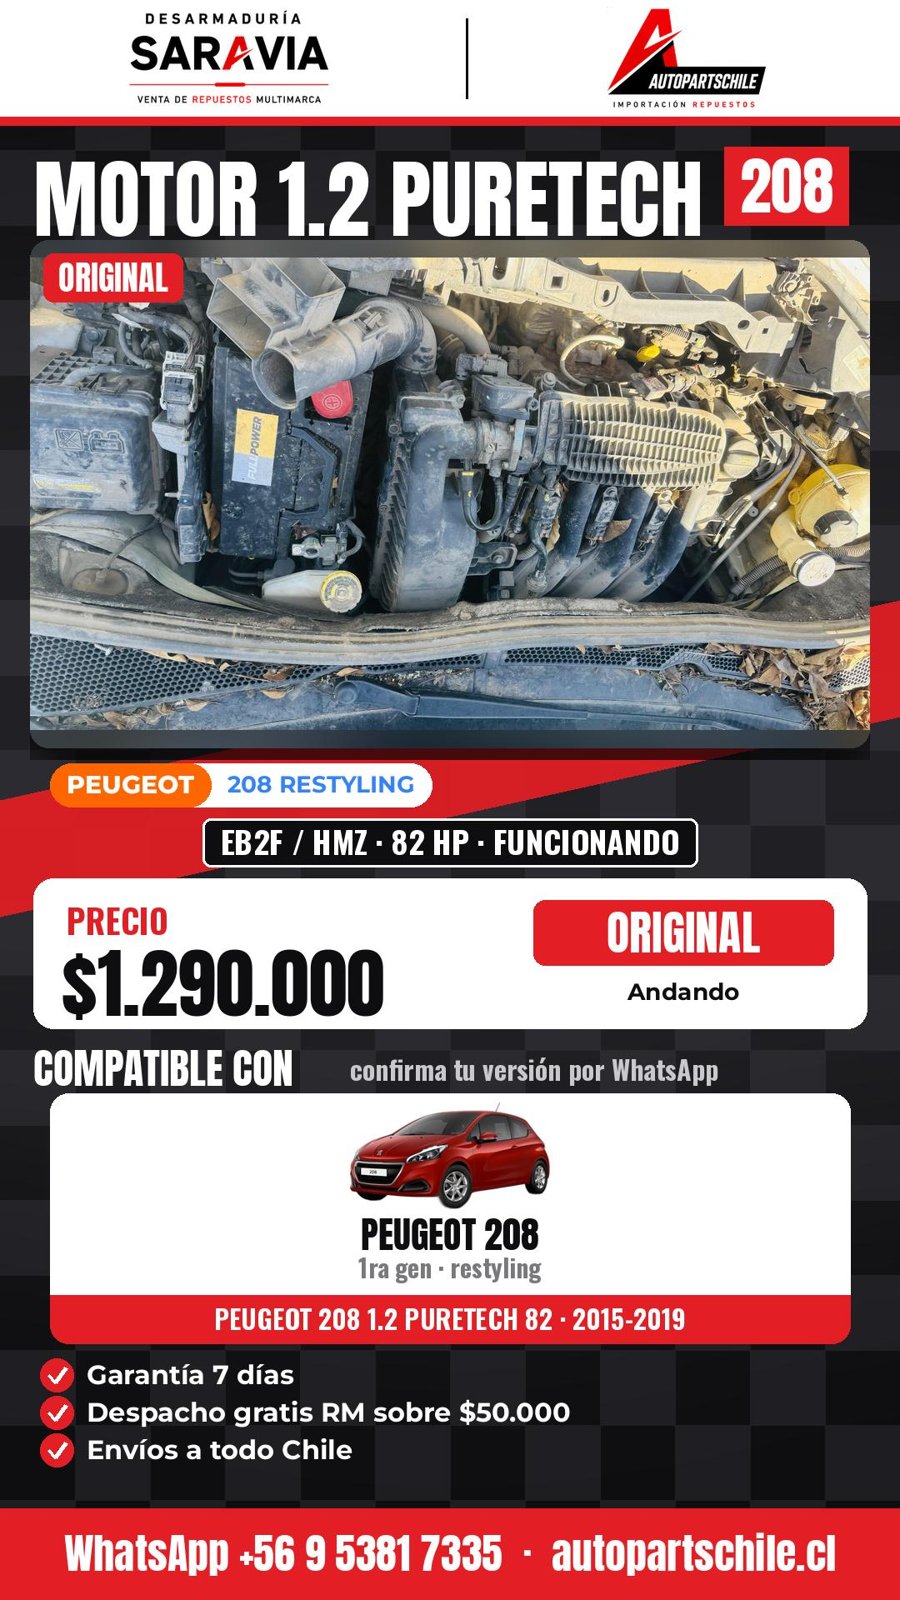 DESARMADURÍA
SARAVIA
VENTA DE REPUESTOS MULTIMARCA
AUTOPARTSCHILE
IMPORTACIÓN REPUESTOS
MOTOR 1.2 PURETECH
208
ORIGINAL
FULLPOWER
PEUGEOT
208 RESTYLING
EB2F / HMZ · 82 HP · FUNCIONANDO
PRECIO
$1.290.000
ORIGINAL
Andando
COMPATIBLE CON
confirma tu versión por WhatsApp
208
PEUGEOT 208
1ra gen · restyling
PEUGEOT 208 1.2 PURETECH 82 · 2015-2019
Garantía 7 días
Despacho gratis RM sobre $50.000
Envíos a todo Chile
WhatsApp +56 9 5381 7335 · autopartschile.cl